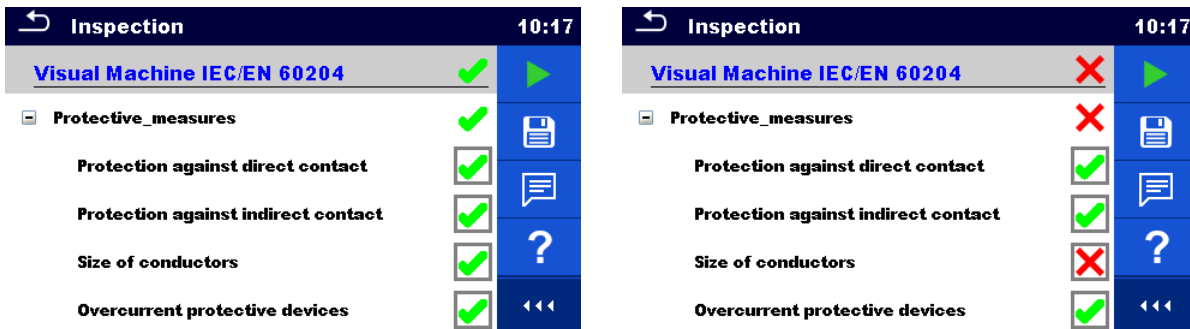 Inspection 10:17
Visual Machine IEC/EN 60204
Protective_measures
Protection against direct contact
Protection against indirect contact
?
Size of conductors
Overcurrent protective devices
Inspection 10:17
Visual Machine IEC/EN 60204
Protective_measures
Protection against direct contact
Protection against indirect contact
?
Size of conductors
Overcurrent protective devices